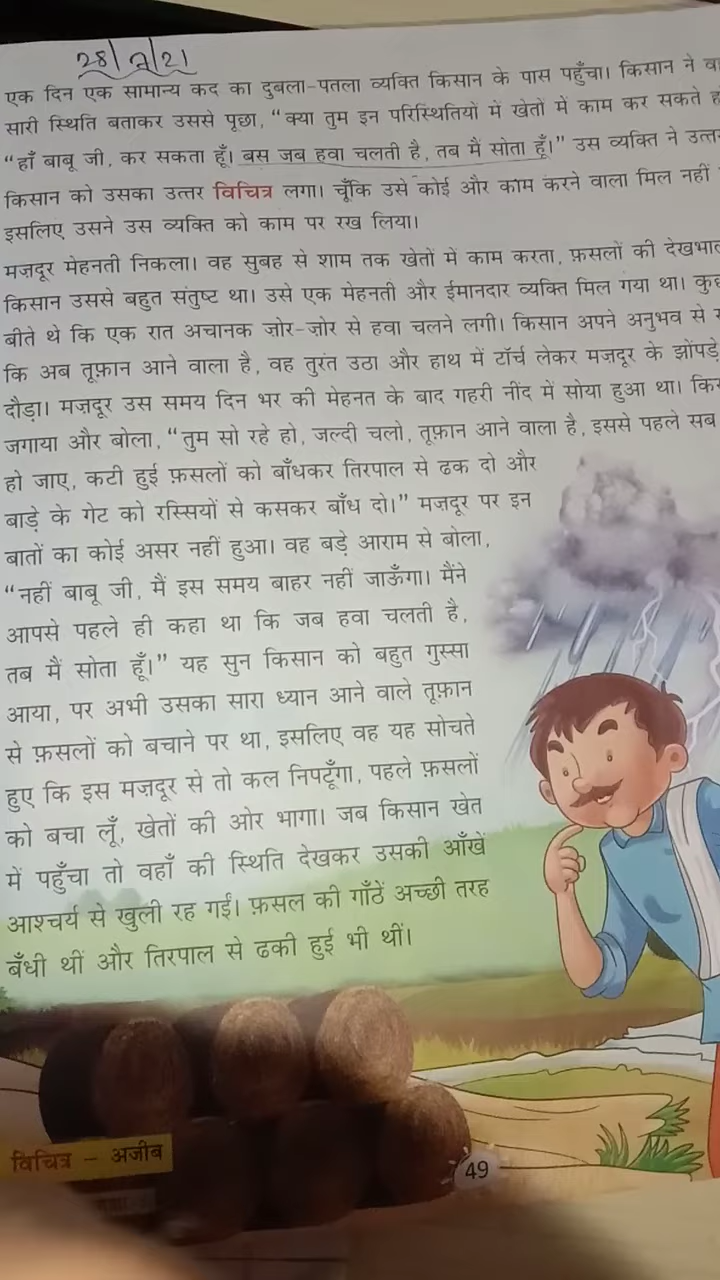 28/7/21
एक दिन एक सामान्य कद का दुबला-पतला व्यक्ति किसान के पास पहुँचा। किसान ने
सारी स्थिति बताकर उससे पूछा, “क्या तुम इन परिस्थितियों में खेतों में काम कर सकते
“हाँ बाबू जी, कर सकता हूँ। बस जब हवा चलती है, तब मैं सोता हूँ।” उस व्यक्ति ने
किसान को उसका उत्तर विचित्र लगा। चूँकि उसे कोई और काम करने वाला मिल नहीं
इसलिए उसने उस व्यक्ति को काम पर रख लिया।
मज़दूर मेहनती निकला। वह सुबह से शाम तक खेतों में काम करता, फ़सलों की
किसान उससे बहुत संतुष्ट था। उसे एक मेहनती और ईमानदार व्यक्ति मिल गया था।
बीते थे कि एक रात अचानक ज़ोर-ज़ोर से हवा चलने लगी। किसान अपने अनुभव से
कि अब तूफ़ान आने वाला है, वह तुरंत उठा और हाथ में टॉर्च लेकर मज़दूर के झोंपड़े
दौड़ा। मज़दूर उस समय दिन भर की मेहनत के बाद गहरी नींद में सोया हुआ था।
जगाया और बोला, “तुम सो रहे हो, जल्दी चलो, तूफ़ान आने वाला है, इससे पहले सब
हो जाए, कटी हुई फ़सलों को बाँधकर तिरपाल से ढक दो और
बाड़े के गेट को रस्सियों से कसकर बाँध दो।” मज़दूर पर इन
बातों का कोई असर नहीं हुआ। वह बड़े आराम से बोला,
“नहीं बाबू जी, मैं इस समय बाहर नहीं जाऊँगा। मैंने
आपसे पहले ही कहा था कि जब हवा चलती है,
तब मैं सोता हूँ।” यह सुन किसान को बहुत गुस्सा
आया, पर अभी उसका सारा ध्यान आने वाले तूफ़ान
से फ़सलों को बचाने पर था, इसलिए वह यह सोचते
हुए कि इस मज़दूर से तो कल निपटूँगा, पहले फ़सलों
को बचा लूँ, खेतों की ओर भागा। जब किसान खेत
में पहुँचा तो वहाँ की स्थिति देखकर उसकी आँखें
आश्चर्य से खुली रह गईं। फ़सल की गाँठें अच्छी तरह
बँधी थीं और तिरपाल से ढकी हुई भी थीं।
विचित्र – अजीब
49